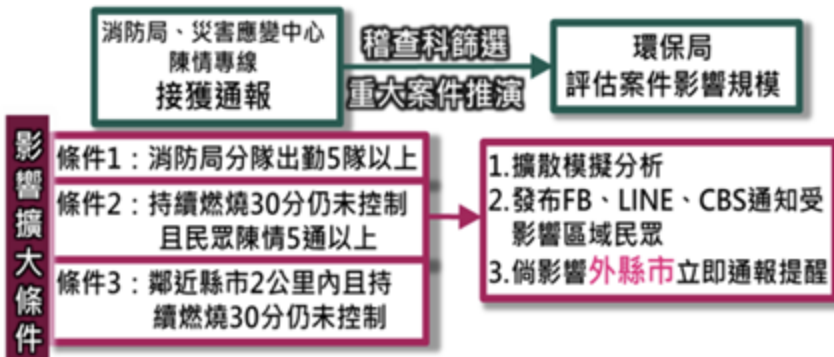 消防局、災害應變中心
陳情專線
接獲通報
稽查科篩選
重大案件推演
環保局
評估案件影響規模
影響擴大條件
條件1：消防局分隊出勤5隊以上
條件2：持續燃燒30分仍未控制
且民眾陳情5通以上
條件3：鄰近縣市2公里內且持
續燃燒30分仍未控制
1.擴散模擬分析
2.發布FB、LINE、CBS通知受
影響區域民眾
3.倘影響外縣市立即通報提醒